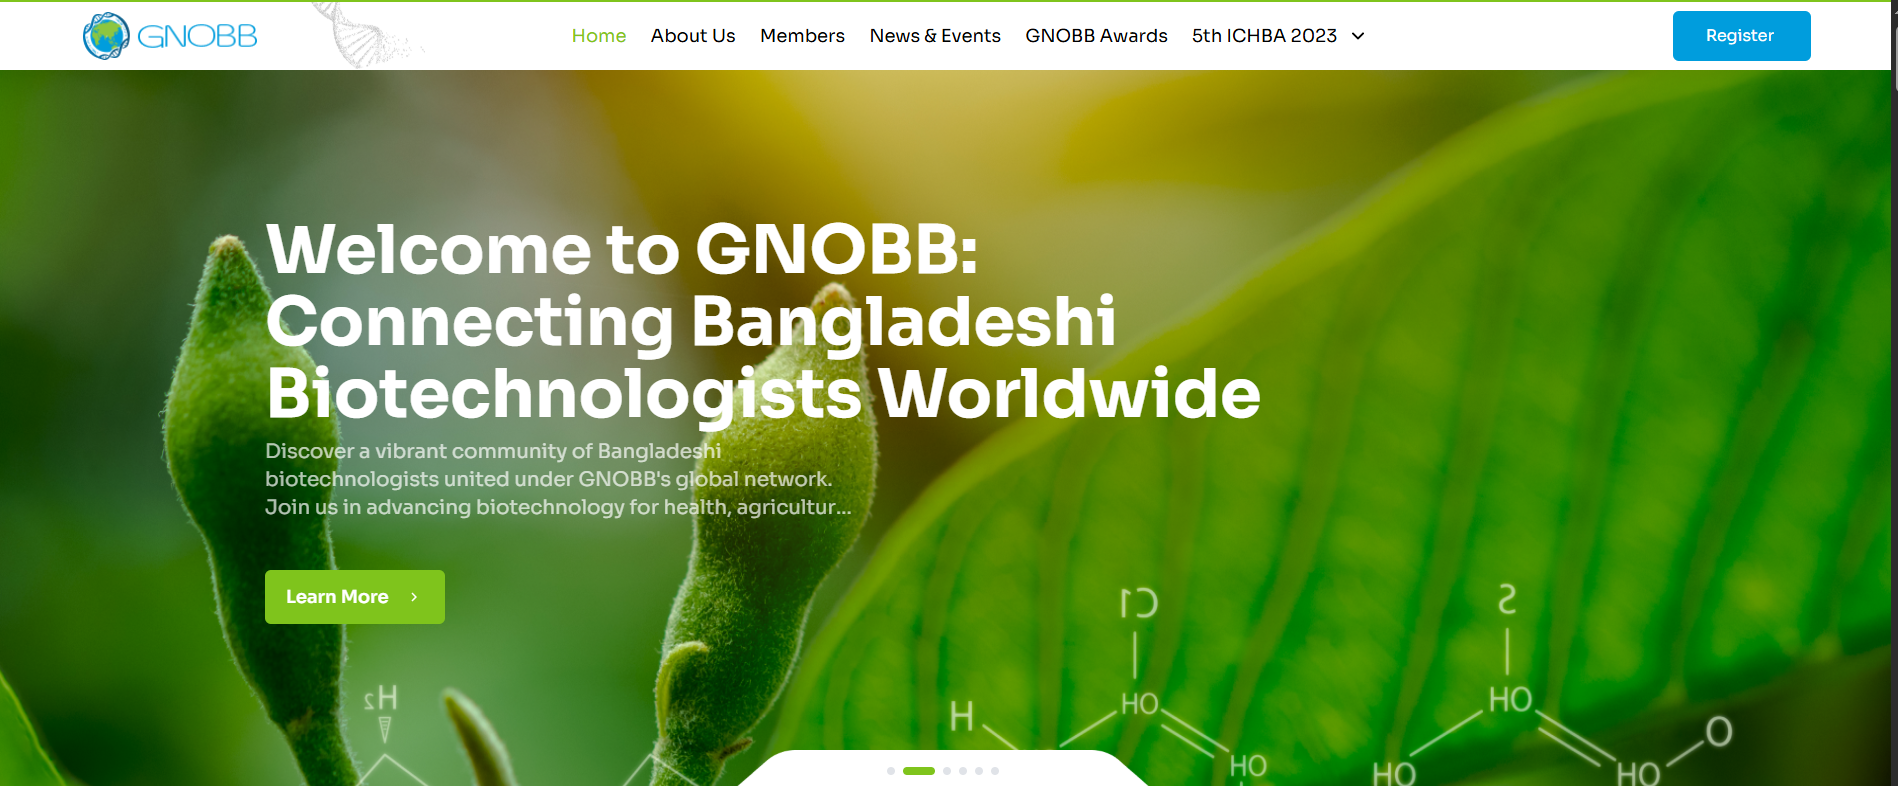 GNOBB
Home
About Us
Members
News & Events
GNOBB Awards
5th ICHBA 2023
Register
Welcome to GNOBB:
Connecting Bangladeshi
Biotechnologists Worldwide
Discover a vibrant community of Bangladeshi
biotechnologists united under GNOBB's global network.
Join us in advancing biotechnology for health, agricultur...
Learn More
C1
S
H2
H
HO
HO
O
HO
HO
HO